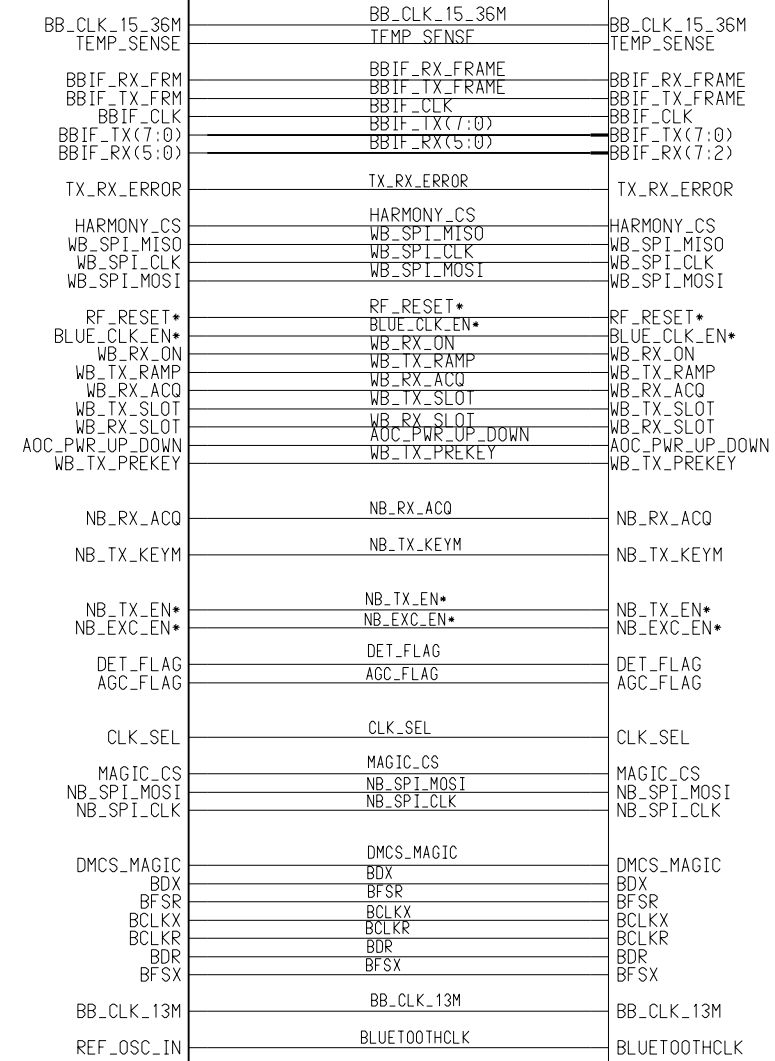 BB_CLK_15_36M BB_CLK_15_36M BB_CLK_15_36M
TEMP_SENSE TEMP_SENSE TEMP_SENSE
BBIF_RX_FRM BBIF_RX_FRAME BBIF_RX_FRAME
BBIF_TX_FRM BBIF_TX_FRAME BBIF_TX_FRAME
BBIF_CLK BBIF_CLK BBIF_CLK
BBIF_TX(7:0) BBIF_TX(7:0) BBIF_TX(7:0)
BBIF_RX(5:0) BBIF_RX(5:0) BBIF_RX(7:2)
TX_RX_ERROR TX_RX_ERROR TX_RX_ERROR
HARMONY_CS HARMONY_CS HARMONY_CS
WB_SPI_MISO WB_SPI_MISO WB_SPI_MISO
WB_SPI_CLK WB_SPI_CLK WB_SPI_CLK
WB_SPI_MOSI WB_SPI_MOSI WB_SPI_MOSI
RF_RESET* RF_RESET* RF_RESET*
BLUE_CLK_EN* BLUE_CLK_EN* BLUE_CLK_EN*
WB_RX_ON WB_RX_ON WB_RX_ON
WB_TX_RAMP WB_TX_RAMP WB_TX_RAMP
WB_RX_ACQ WB_RX_ACQ WB_RX_ACQ
WB_TX_SLOT WB_TX_SLOT WB_TX_SLOT
WB_RX_SLOT WB_RX_SLOT WB_RX_SLOT
AOC_PWR_UP_DOWN AOC_PWR_UP_DOWN AOC_PWR_UP_DOWN
WB_TX_PREKEY WB_TX_PREKEY WB_TX_PREKEY
NB_RX_ACQ NB_RX_ACQ NB_RX_ACQ
NB_TX_KEYM NB_TX_KEYM NB_TX_KEYM
NB_TX_EN* NB_TX_EN* NB_TX_EN*
NB_EXC_EN* NB_EXC_EN* NB_EXC_EN*
DET_FLAG DET_FLAG DET_FLAG
AGC_FLAG AGC_FLAG AGC_FLAG
CLK_SEL CLK_SEL CLK_SEL
MAGIC_CS MAGIC_CS MAGIC_CS
NB_SPI_MOSI NB_SPI_MOSI NB_SPI_MOSI
NB_SPI_CLK NB_SPI_CLK NB_SPI_CLK
DMCS_MAGIC DMCS_MAGIC DMCS_MAGIC
BDX BDX BDX
BFSR BFSR BFSR
BCLKX BCLKX BCLKX
BCLKR BCLKR BCLKR
BDR BDR BDR
BFSX BFSX BFSX
BB_CLK_13M BB_CLK_13M BB_CLK_13M
REF_OSC_IN BLUETOOTHCLK BLUETOOTHCLK